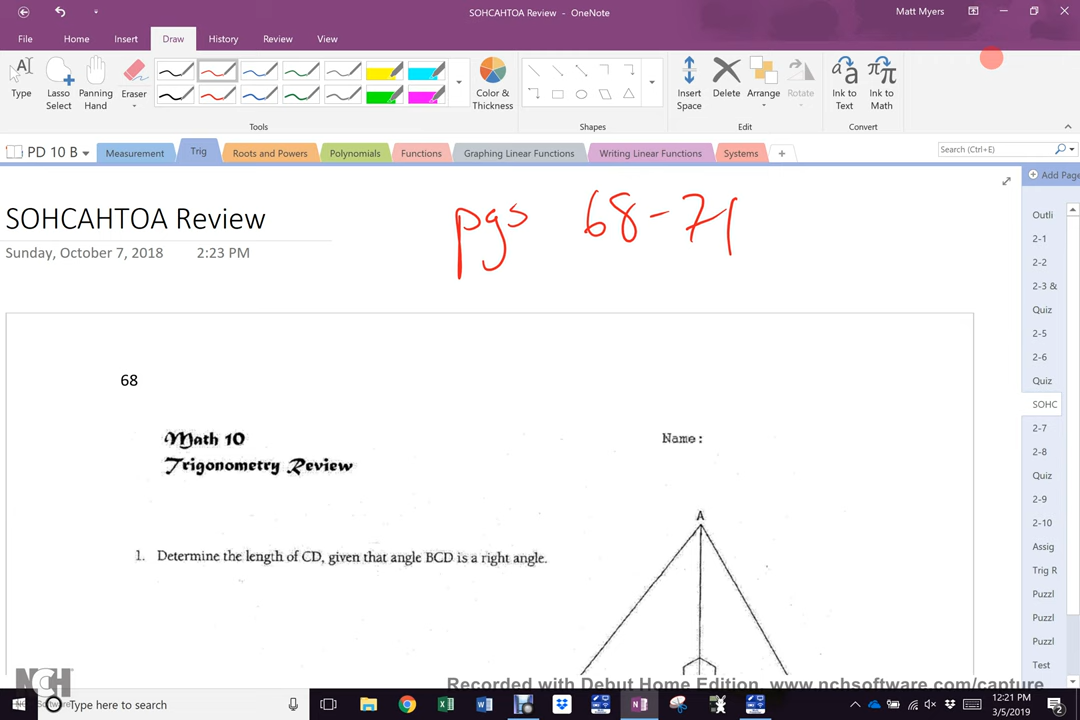 SOHCAHTOA Review - OneNote
Matt Myers
File Home Insert Draw History Review View
Type
Lasso Select
Panning Hand
Eraser
Color & Thickness
Insert Space
Delete
Arrange
Rotate
Ink to Text
Ink to Math
Tools
Shapes
Edit
Convert
PD 10 B
Measurement
Trig
Roots and Powers
Polynomials
Functions
Graphing Linear Functions
Writing Linear Functions
Systems
Search (Ctrl+E)
Add Page
SOHCAHTOA Review
Sunday, October 7, 2018 2:23 PM
pgs 68-71
Outli
2-1
2-2
2-3 &
Quiz
2-5
2-6
Quiz
SOHC
2-7
2-8
Quiz
2-9
2-10
Assig
Trig R
Puzzl
Puzzl
Puzzl
Test
68
Math 10
Trigonometry Review
Name:
1. Determine the length of CD, given that angle BCD is a right angle.
A
NCH
Software
Recorded with Debut Home Edition. www.nchsoftware.com/capture
Type here to search
12:21 PM
3/5/2019
2